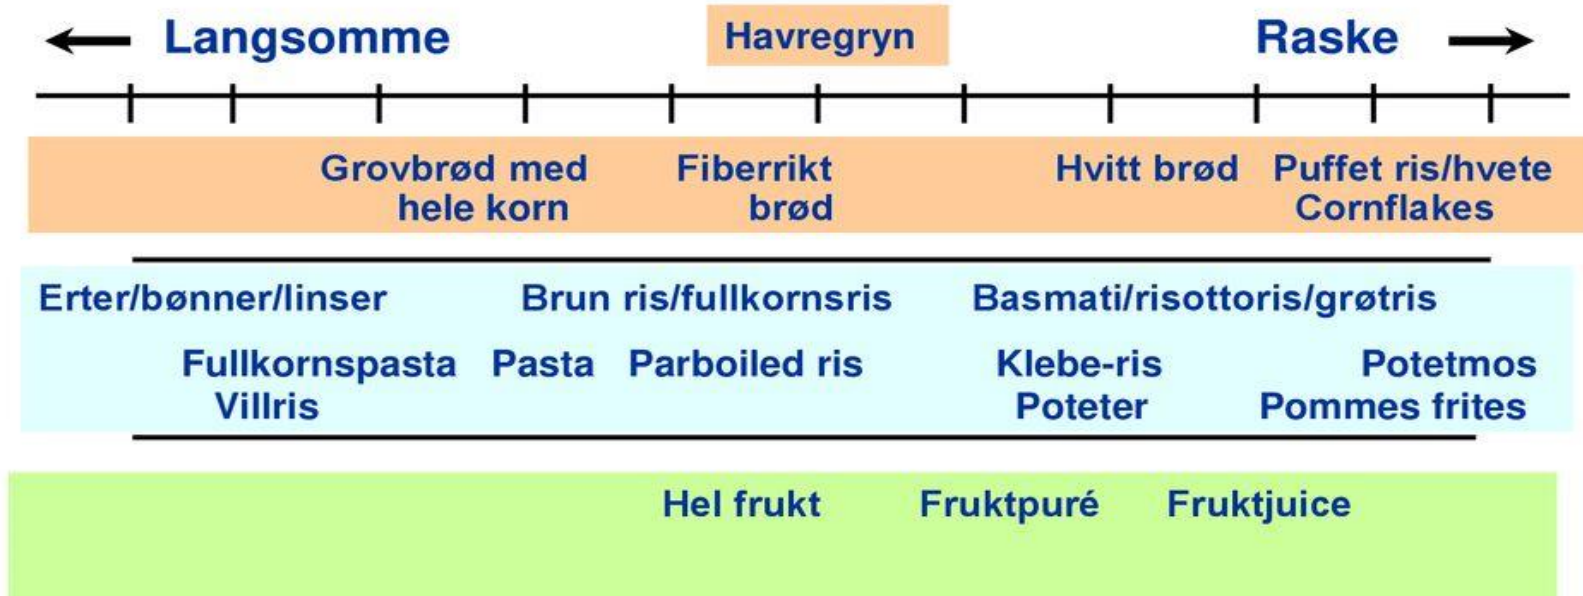 Langsomme Havregryn Raske
Grovbrød med Fiberrikt Hvitt brød Puffet ris/hvete
hele korn brød Cornflakes
Erter/bønner/linser Brun ris/fullkornsris Basmati/risottoris/grøtris
Fullkornspasta Pasta Parboiled ris Klebe-ris Potetmos
Villris Poteter Pommes frites
Hel frukt Fruktpuré Fruktjuice